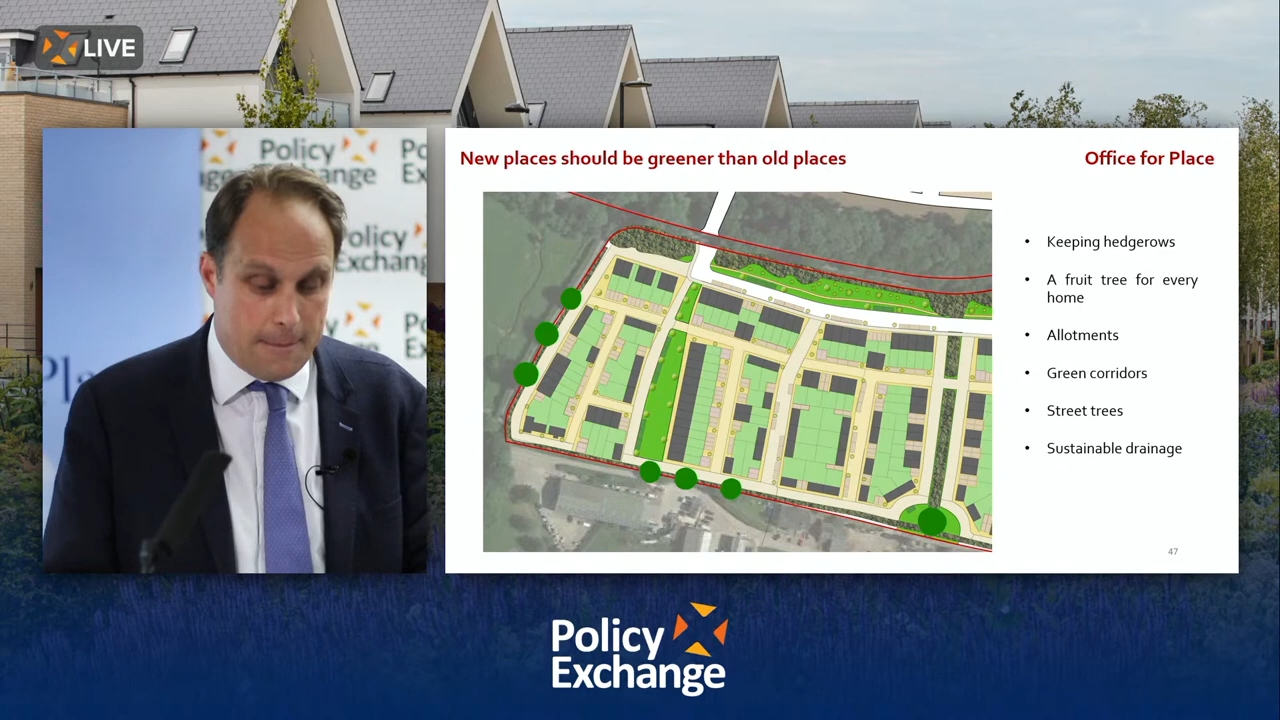 LIVE
Policy
Exchange
Policy
Exchange
New places should be greener than old places
Office for Place
• Keeping hedgerows
• A fruit tree for every
home
• Allotments
• Green corridors
• Street trees
• Sustainable drainage
47
Policy
Exchange